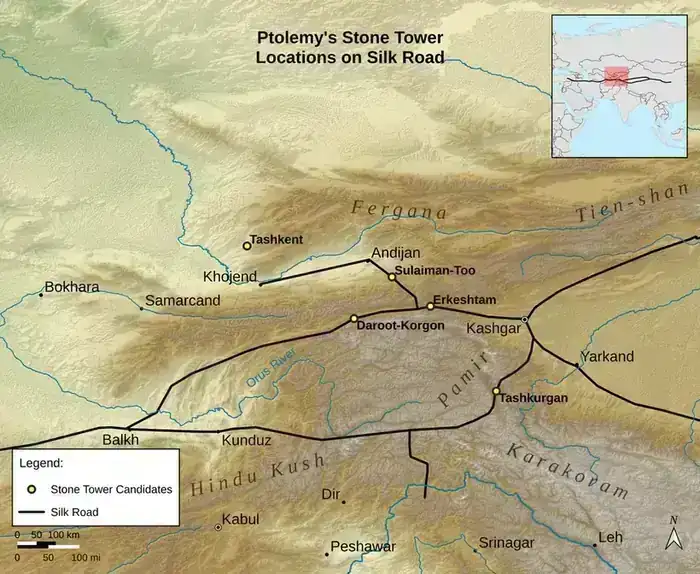 Ptolemy's Stone Tower
Locations on Silk Road
Fergana
Tien-shan
Tashkent
Andijan
Khojend
Sulaiman-Too
Bokhara
Samarcand
Erkeshtam
Daroot-Korgon
Kashgar
Orus River
Pamir
Yarkand
Tashkurgan
Balkh
Kunduz
Hindu Kush
Karakoram
Legend:
Stone Tower Candidates
Silk Road
Dir
Kabul
Peshawar
Srinagar
Leh
N
0 50 100 km
0 50 100 mi